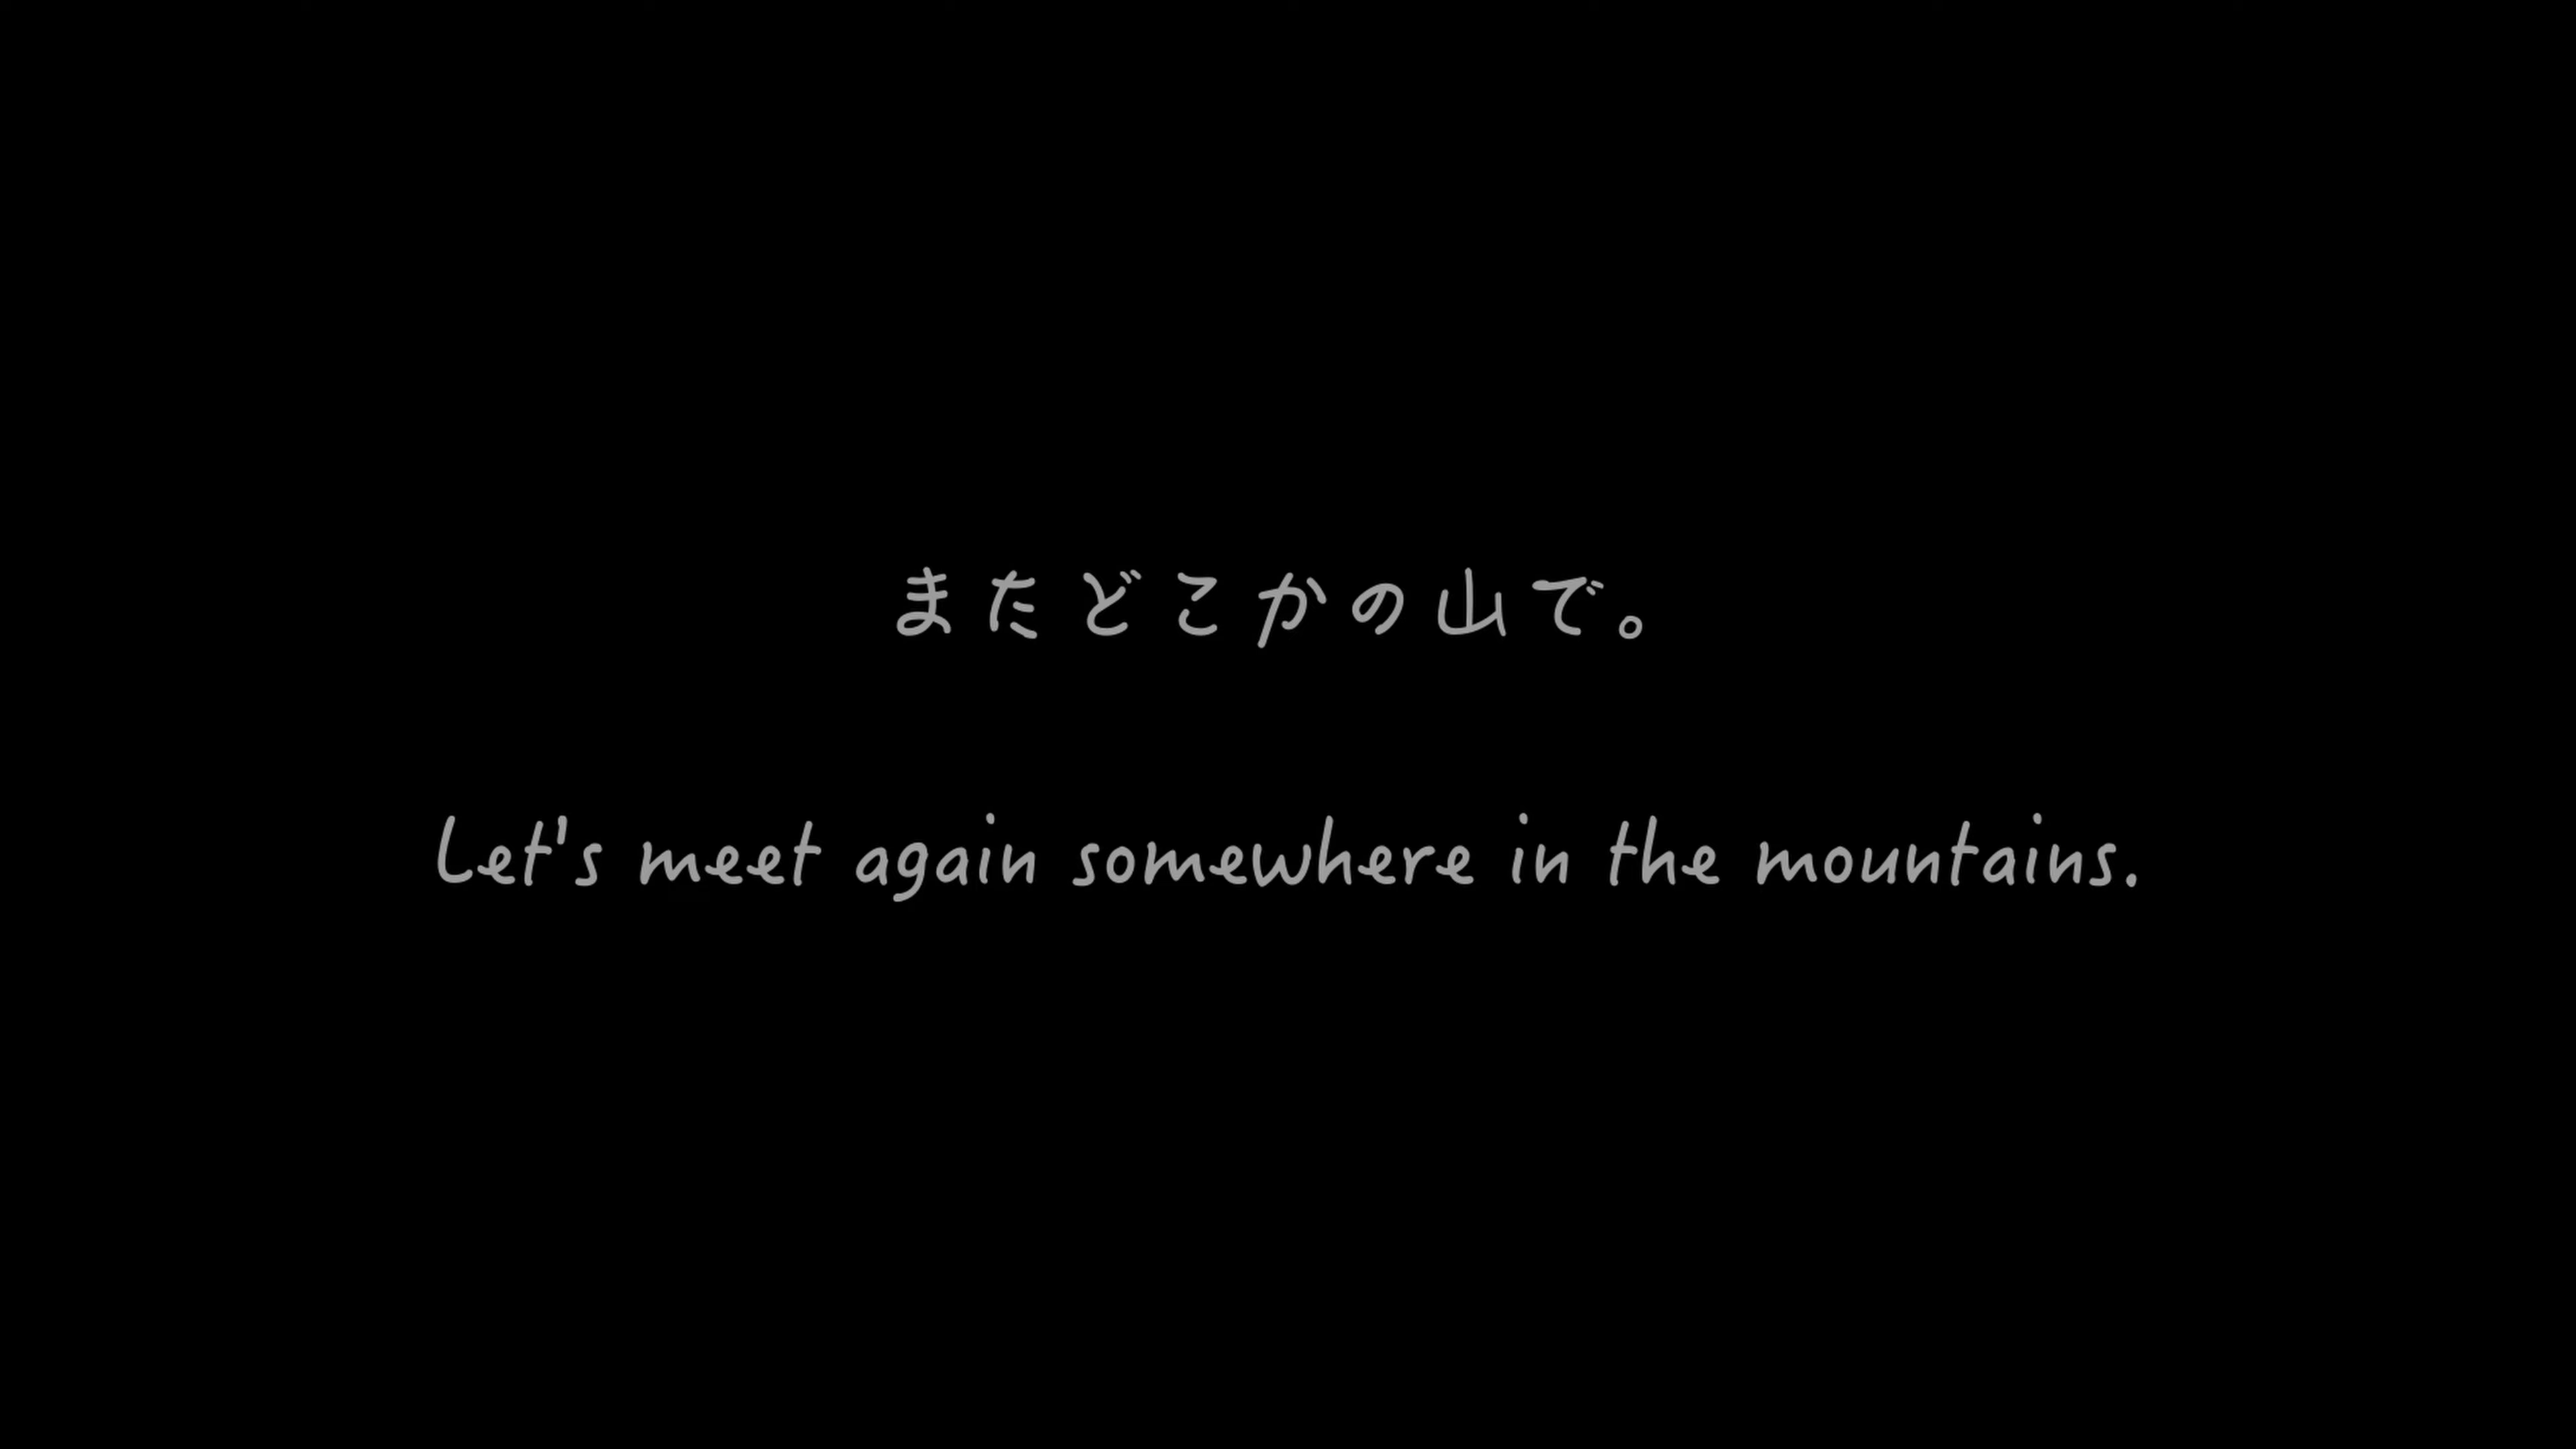 またどこかの山で。
Let's meet again somewhere in the mountains.